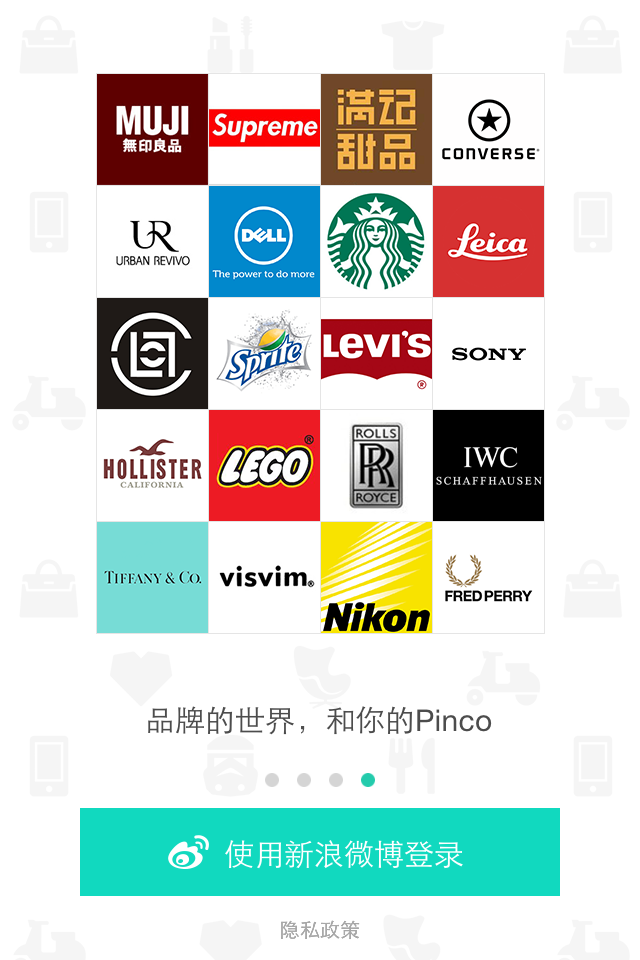 MUJI
無印良品
Supreme
满记
甜品
CONVERSE®
UR
URBAN REVIVO
DELL
The power to do more
Leica
CLOT
Sprite
LEVI'S
®
SONY
HOLLISTER
CALIFORNIA
LEGO®
ROLLS
RR
ROYCE
IWC
SCHAFFHAUSEN
TIFFANY & CO.
visvim®
Nikon
FRED PERRY
品牌的世界，和你的Pinco
使用新浪微博登录
隐私政策